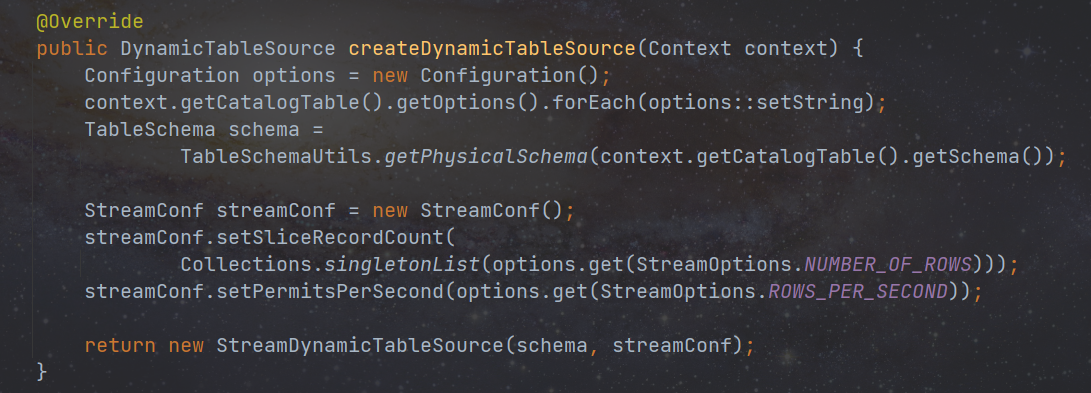 @Override
public DynamicTableSource createDynamicTableSource(Context context) {
    Configuration options = new Configuration();
    context.getCatalogTable().getOptions().forEach(options::setString);
    TableSchema schema =
            TableSchemaUtils.getPhysicalSchema(context.getCatalogTable().getSchema());

    StreamConf streamConf = new StreamConf();
    streamConf.setSliceRecordCount(
            Collections.singletonList(options.get(StreamOptions.NUMBER_OF_ROWS)));
    streamConf.setPermitsPerSecond(options.get(StreamOptions.ROWS_PER_SECOND));

    return new StreamDynamicTableSource(schema, streamConf);
}